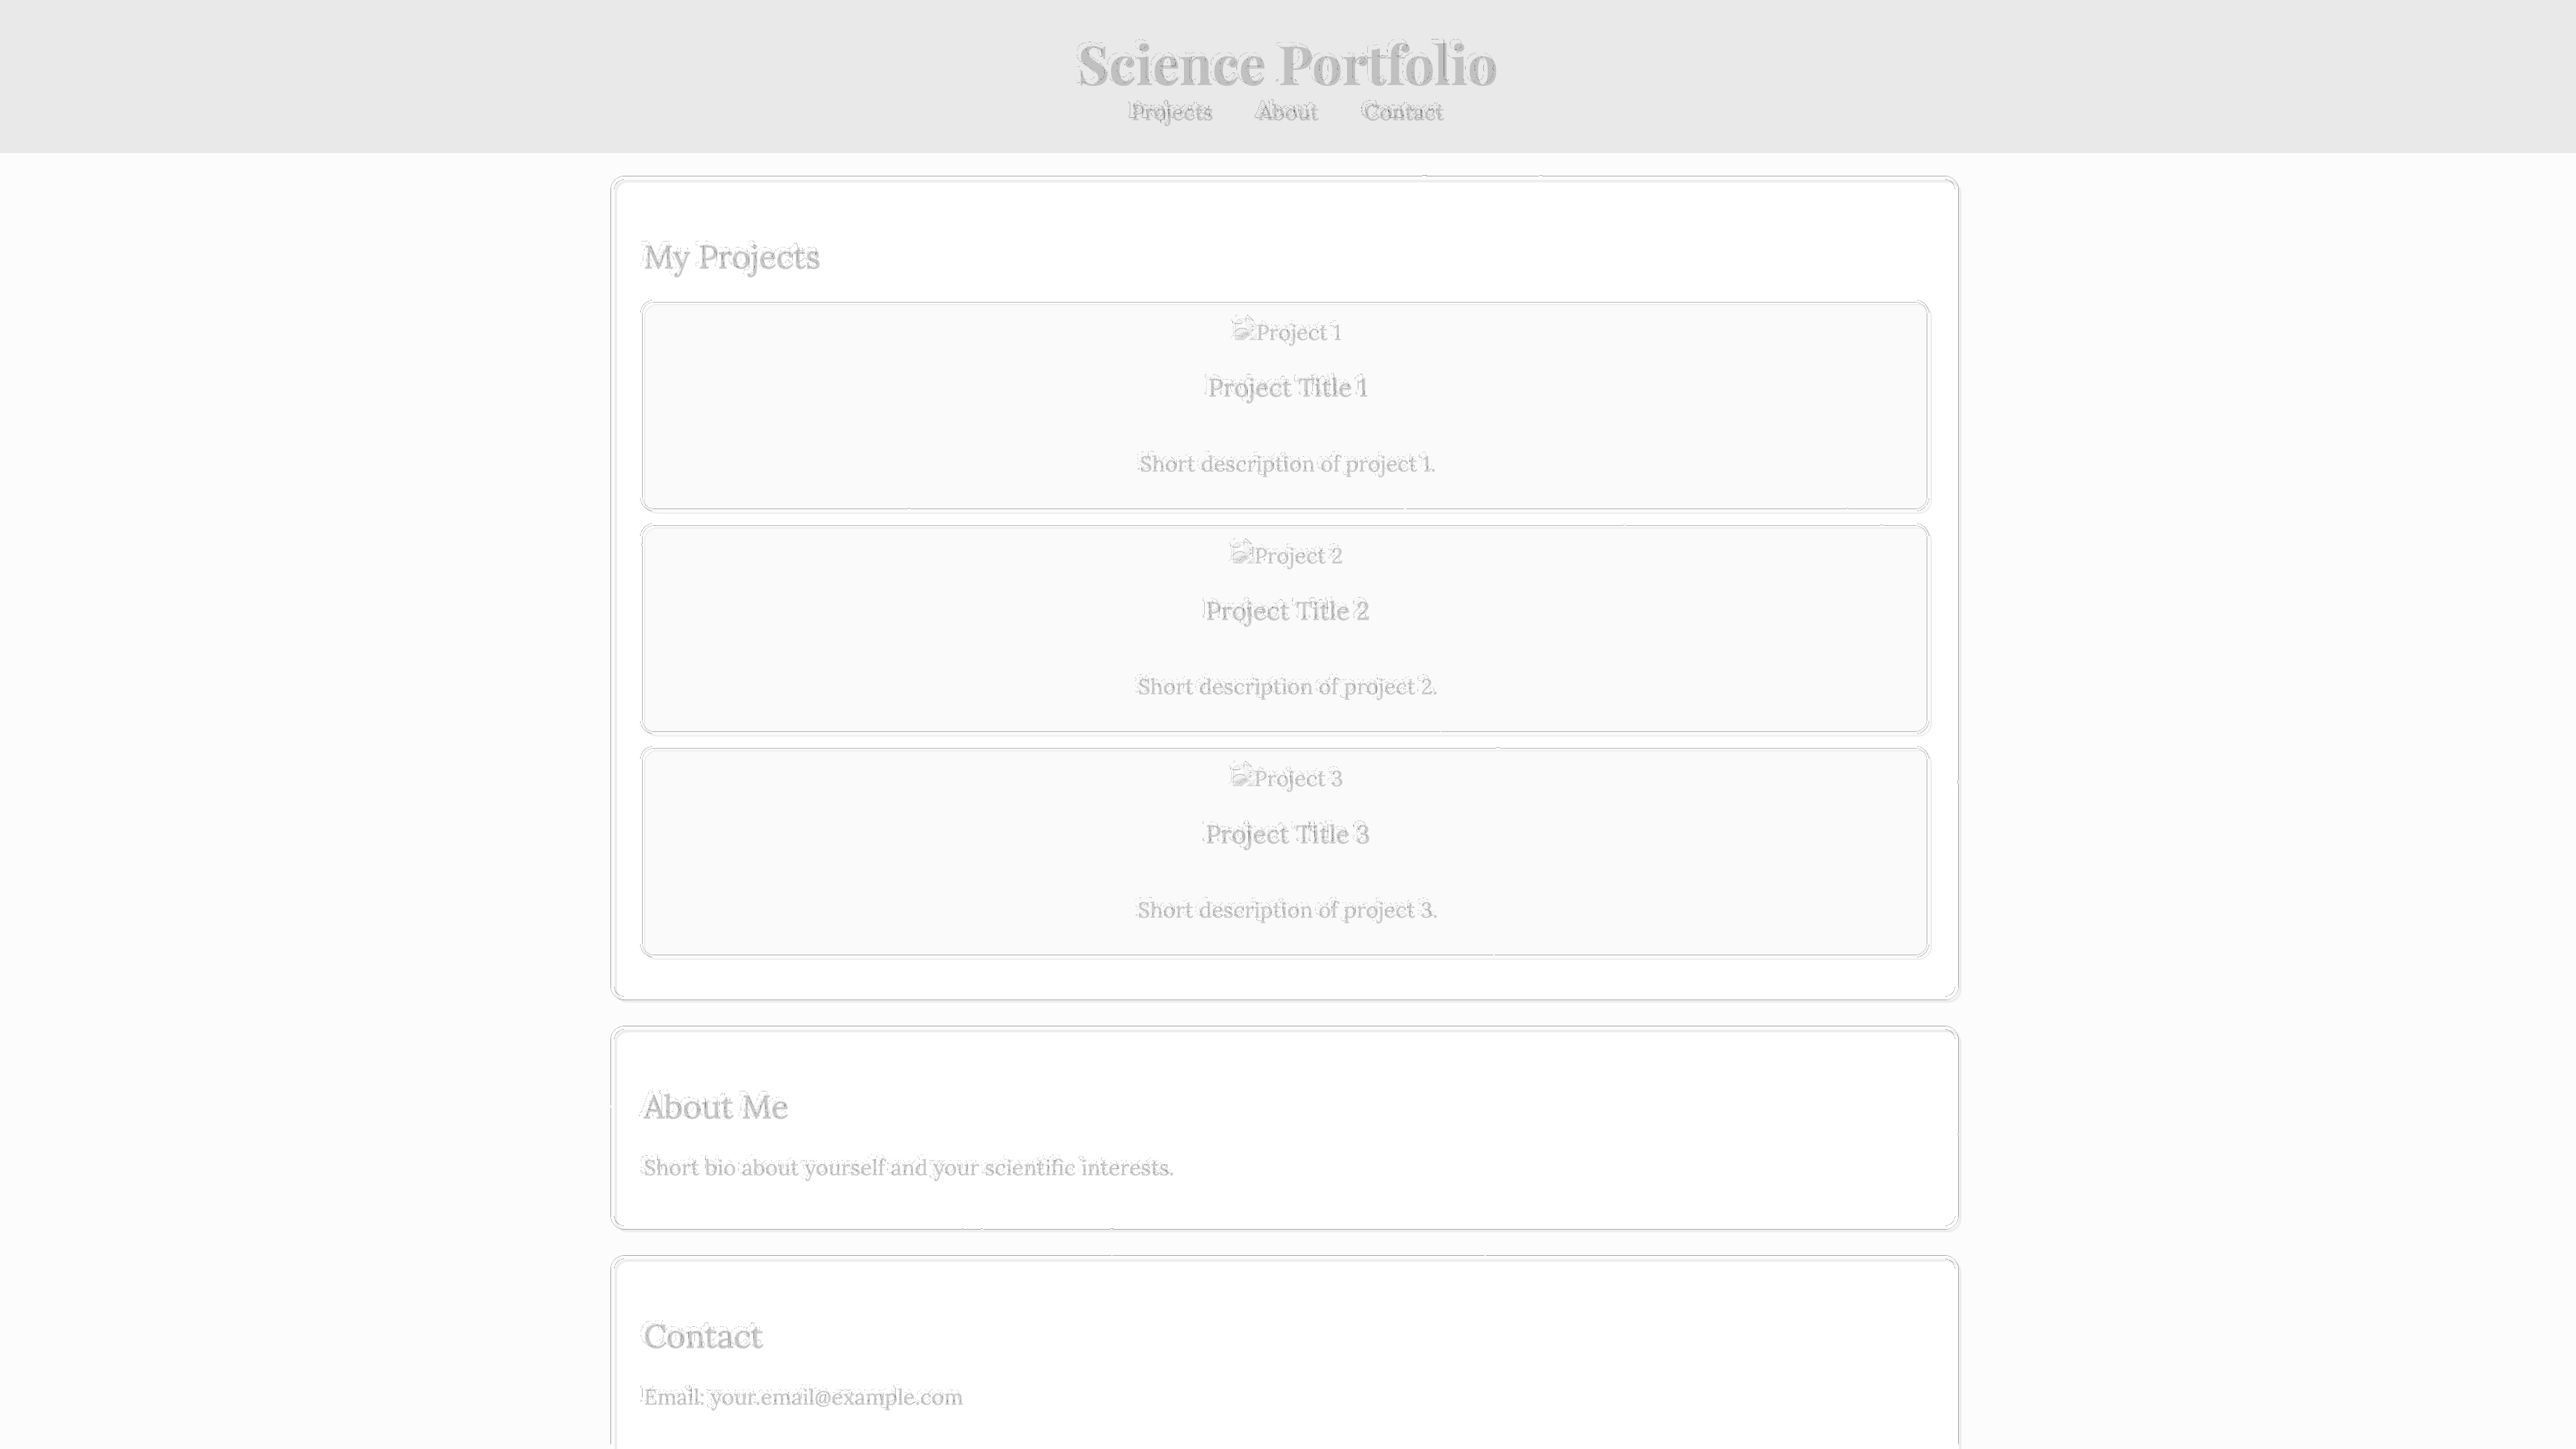 Science Portfolio
Projects About Contact
My Projects
Project 1
Project Title 1
Short description of project 1.
Project 2
Project Title 2
Short description of project 2.
Project 3
Project Title 3
Short description of project 3.
About Me
Short bio about yourself and your scientific interests.
Contact
Email: your.email@example.com